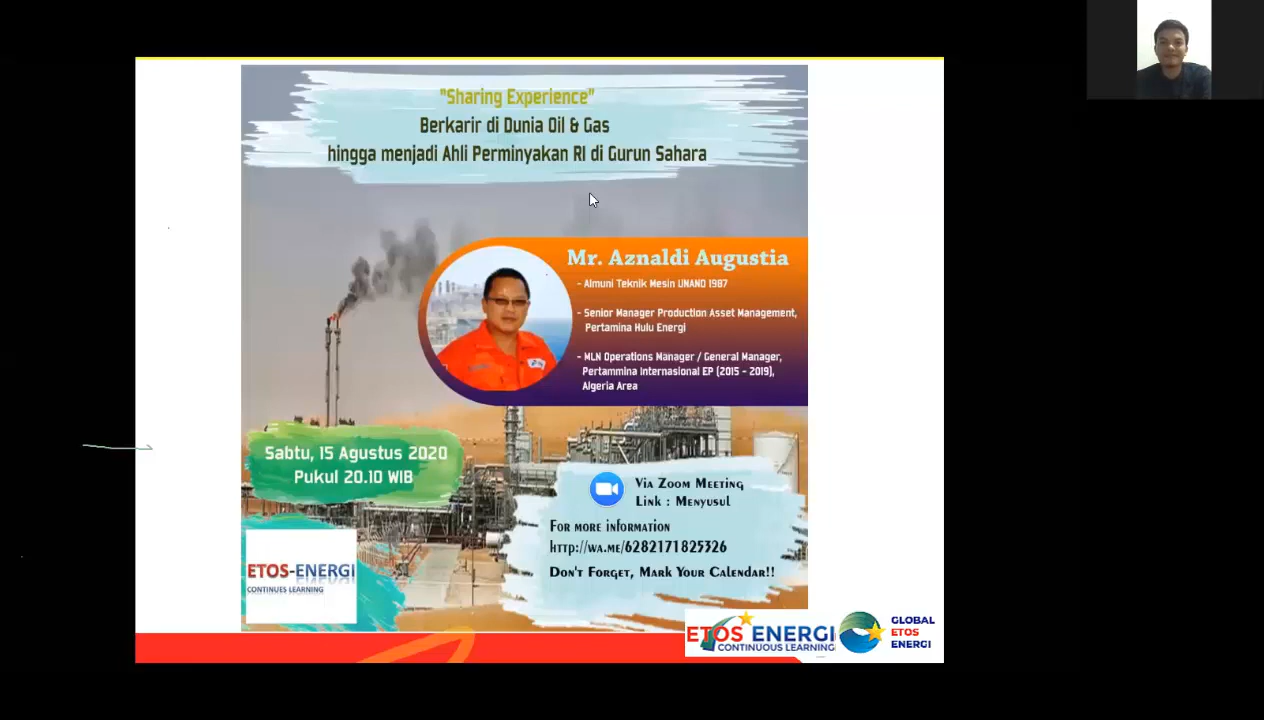 "Sharing Experience"
Berkarir di Dunia Oil & Gas
hingga menjadi Ahli Perminyakan RI di Gurun Sahara
Mr. Aznaldi Augustia
- Almuni Teknik Mesin UNAND 1987
- Senior Manager Production Asset Management,
Pertamina Hulu Energi
- MLN Operations Manager / General Manager,
Pertammina Internasional EP (2015 - 2019),
Algeria Area
Sabtu, 15 Agustus 2020
Pukul 20.10 WIB
Via Zoom Meeting
Link : Menyusul
For more information
http://wa.me/6282171825326
Don't Forget, Mark Your Calendar!!
ETOS-ENERGI
CONTINUES LEARNING
ETOS ENERGI
CONTINUOUS LEARNING
GLOBAL
ETOS
ENERGI